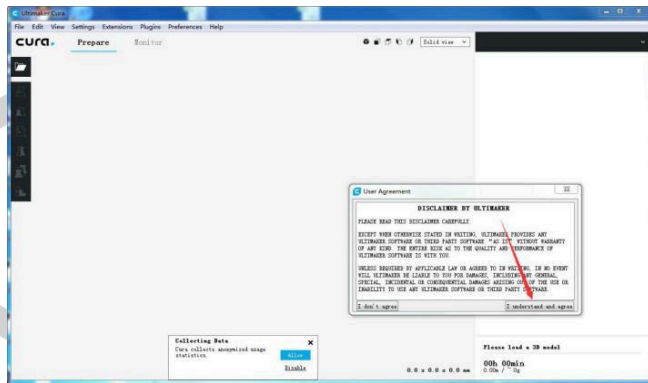 Ultimaker Cura
File Edit View Settings Extensions Plugins Preferences Help
cura.
Prepare
Monitor
Solid view
User Agreement
DISCLAIMER BY ULTIMAKER
PLEASE READ THIS DISCLAIMER CAREFULLY.
EXCEPT WHEN OTHERWISE STATED IN WRITING, ULTIMAKER PROVIDES ANY
ULTIMAKER SOFTWARE OR THIRD PARTY SOFTWARE "AS IS" WITHOUT WARRANTY
OF ANY KIND. THE ENTIRE RISK AS TO THE QUALITY AND PERFORMANCE OF
ULTIMAKER SOFTWARE IS WITH YOU.
UNLESS REQUIRED BY APPLICABLE LAW OR AGREED TO IN WRITING, IN NO EVENT
WILL ULTIMAKER BE LIABLE TO YOU FOR DAMAGES, INCLUDING ANY GENERAL,
SPECIAL, INCIDENTAL OR CONSEQUENTIAL DAMAGES ARISING OUT OF THE USE OR
INABILITY TO USE ANY ULTIMAKER SOFTWARE OR THIRD PARTY SOFTWARE.
I don't agree
I understand and agree
Collecting Data
Cura collects anonymised usage
statistics.
Allow
Disable
0.0 x 0.0 x 0.0 mm
Please load a 3D model
00h 00min
0.00m / ~ 0g